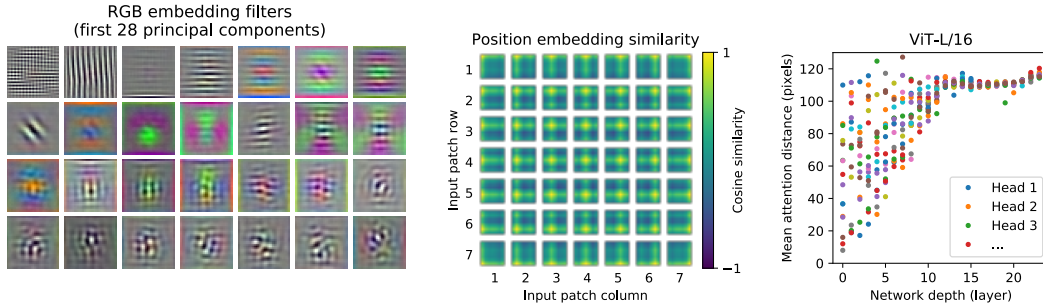 RGB embedding filters
(first 28 principal components)
Position embedding similarity
Input patch row
1
2
3
4
5
6
7
1 2 3 4 5 6 7
Input patch column
1
−1
Cosine similarity
ViT-L/16
Mean attention distance (pixels)
120
100
80
60
40
20
0
0 5 10 15 20
Network depth (layer)
Head 1
Head 2
Head 3
...